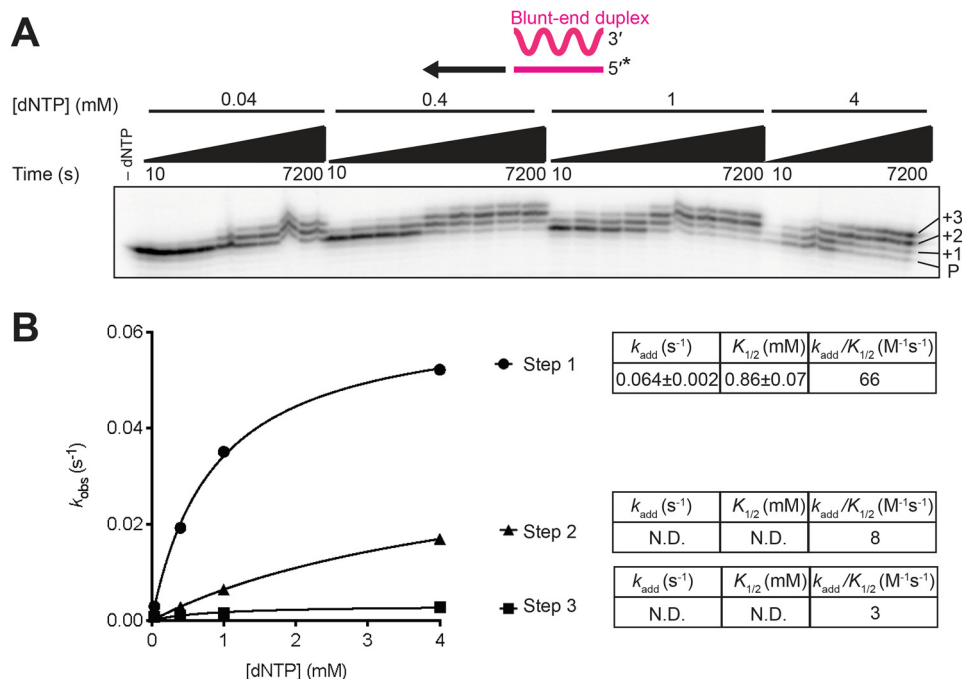 A
Blunt-end duplex
3′
5′*
[dNTP] (mM) 0.04 0.4 1 4
– dNTP
Time (s) 10 7200 10 7200 10 7200 10 7200
+3
+2
+1
P
B
0.06
0.04
0.02
0.00
kobs (s-1)
0 1 2 3 4
[dNTP] (mM)
Step 1
kadd (s-1) K1/2 (mM) kadd/K1/2 (M-1s-1)
0.064±0.002 0.86±0.07 66
Step 2
kadd (s-1) K1/2 (mM) kadd/K1/2 (M-1s-1)
N.D. N.D. 8
Step 3
kadd (s-1) K1/2 (mM) kadd/K1/2 (M-1s-1)
N.D. N.D. 3